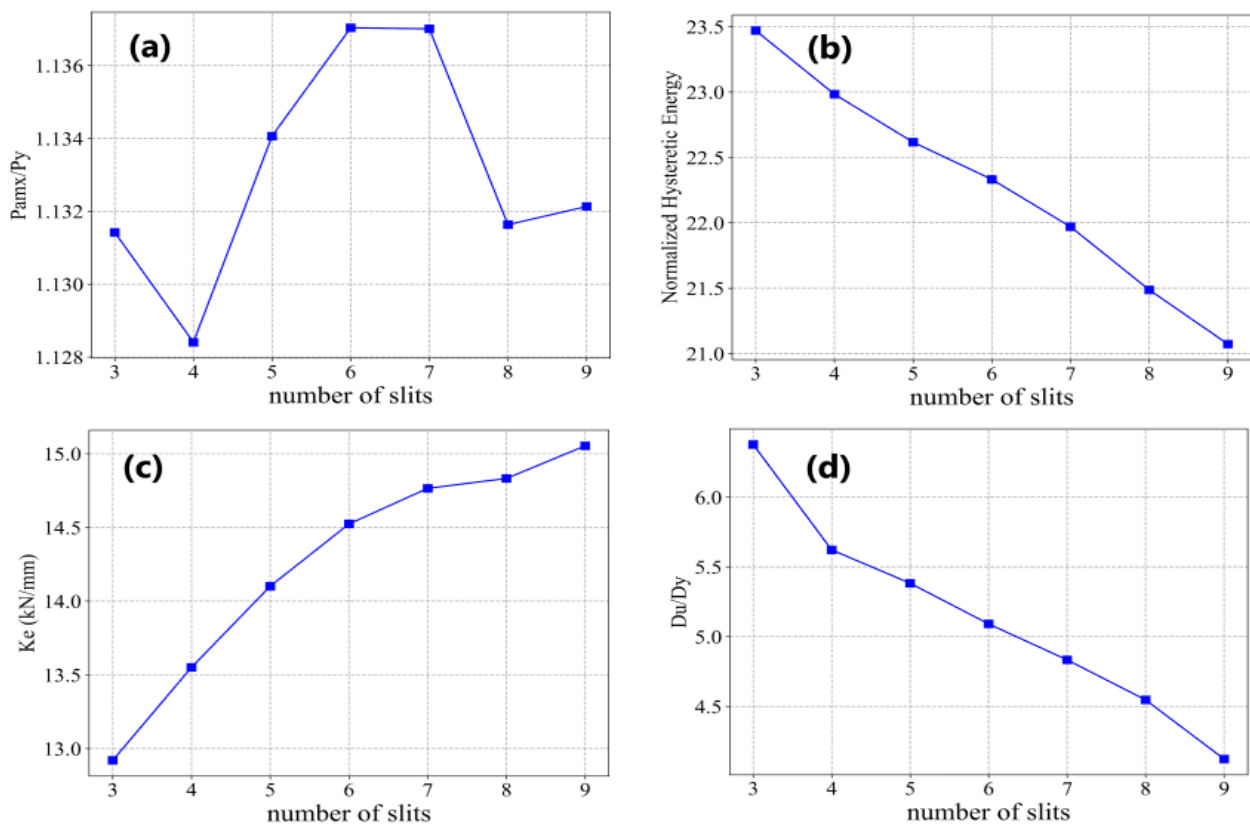 (a)
Pamx/Py
1.136
1.134
1.132
1.130
1.128
3 4 5 6 7 8 9
number of slits
(b)
Normalized Hysteretic Energy
23.5
23.0
22.5
22.0
21.5
21.0
3 4 5 6 7 8 9
number of slits
(c)
Ke (kN/mm)
15.0
14.5
14.0
13.5
13.0
3 4 5 6 7 8 9
number of slits
(d)
Du/Dy
6.0
5.5
5.0
4.5
3 4 5 6 7 8 9
number of slits